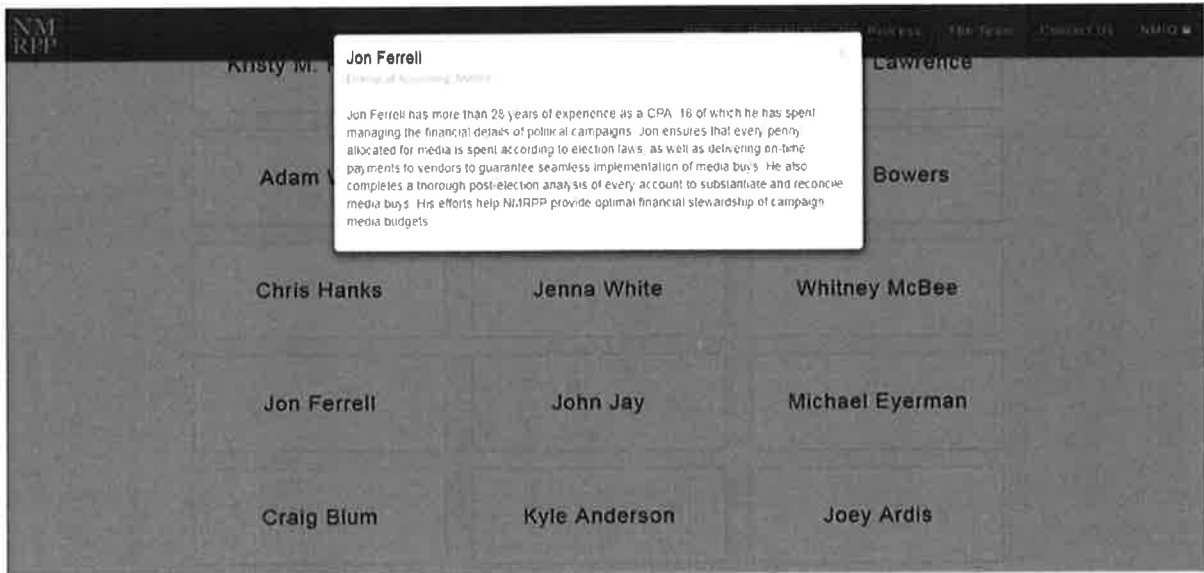 NM
RPP
Process The Team Contact Us NMIQ
Kristy M.
Lawrence
Jon Ferrell
Jon Ferrell has more than 28 years of experience as a CPA, 16 of which he has spent
managing the financial details of political campaigns. Jon ensures that every penny
allocated for media is spent according to election laws, as well as delivering on-time
payments to vendors to guarantee seamless implementation of media buys. He also
completes a thorough post-election analysis of every account to substantiate and reconcile
media buys. His efforts help NMRPP provide optimal financial stewardship of campaign
media budgets.
Adam
Bowers
Chris Hanks
Jenna White
Whitney McBee
Jon Ferrell
John Jay
Michael Eyerman
Craig Blum
Kyle Anderson
Joey Ardis